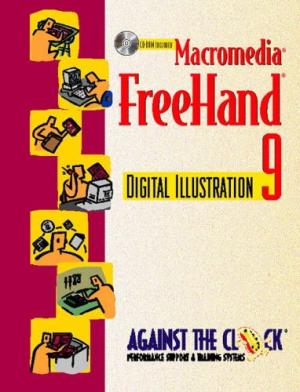 CD-ROM INCLUDED
Macromedia®
FreeHand® 9
DIGITAL ILLUSTRATION
AGAINST THE CLOCK®
PERFORMANCE SUPPORT & TRAINING SYSTEMS